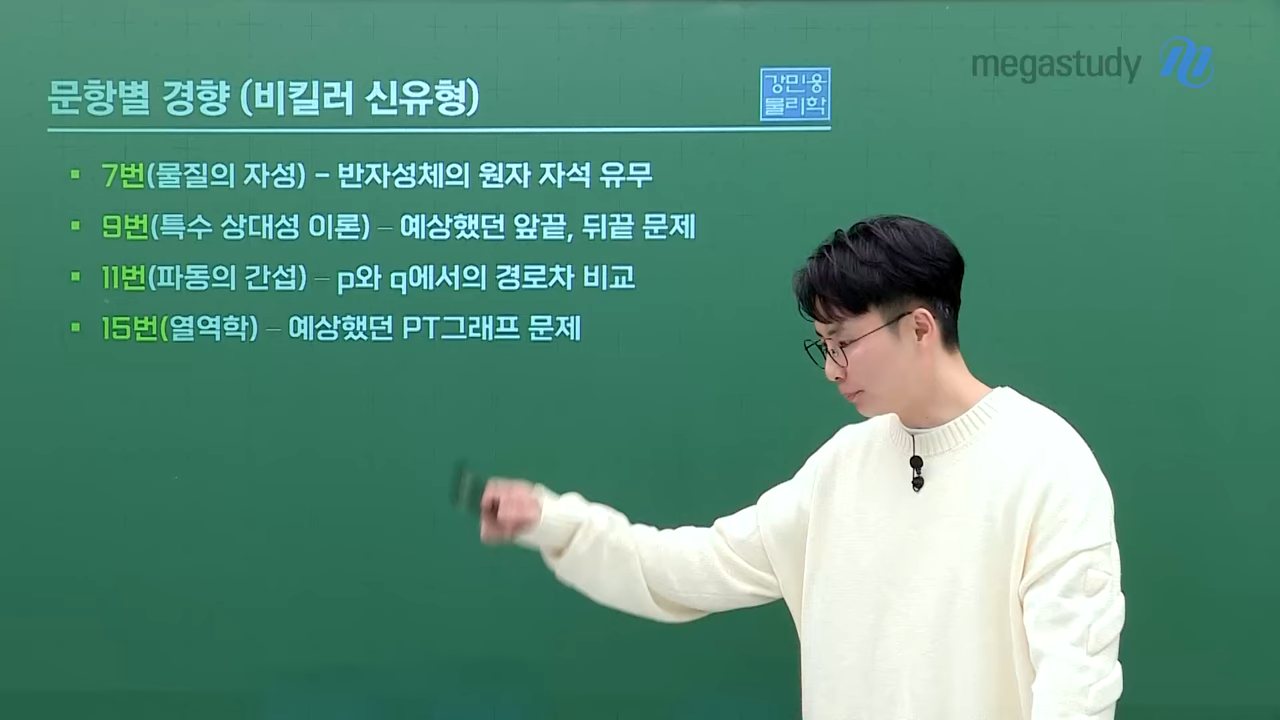 megastudy
문항별 경향 (비킬러 신유형)
강민웅
물리학
▪ 7번(물질의 자성) – 반자성체의 원자 자석 유무
▪ 9번(특수 상대성 이론) – 예상했던 앞끝, 뒤끝 문제
▪ 11번(파동의 간섭) – p와 q에서의 경로차 비교
▪ 15번(열역학) – 예상했던 PT그래프 문제